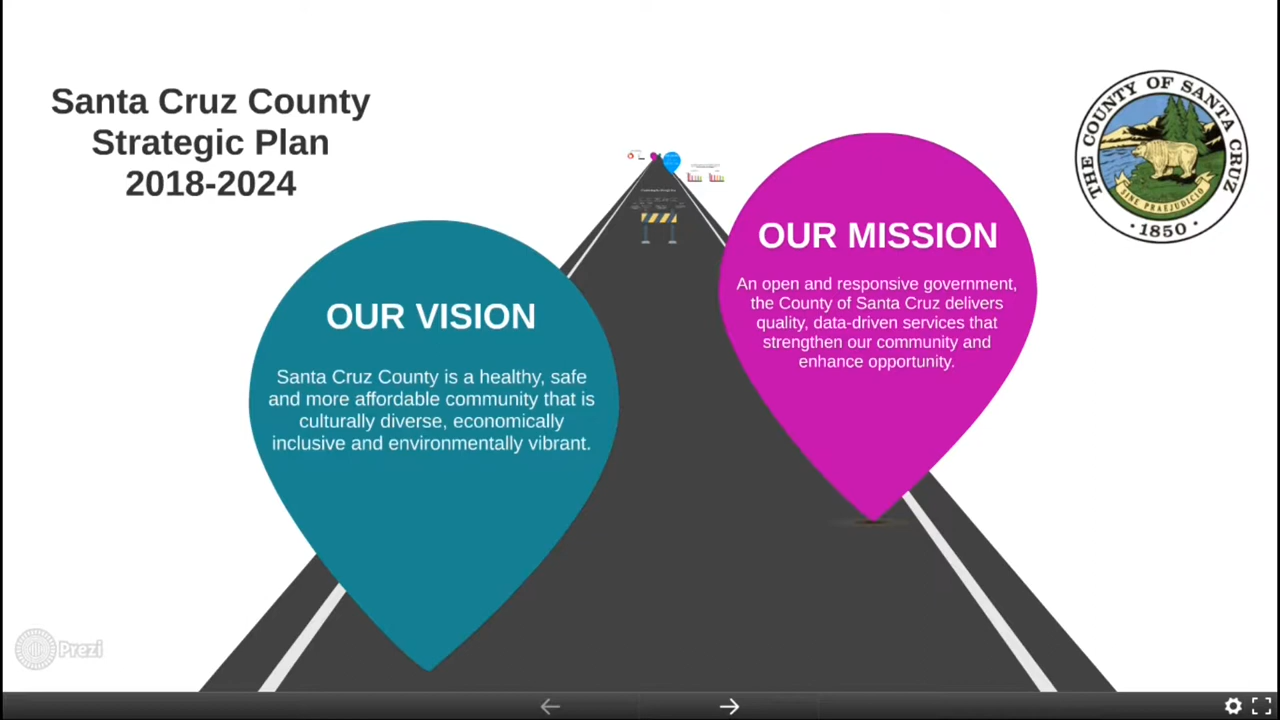 Santa Cruz County
Strategic Plan
2018-2024
THE COUNTY OF SANTA CRUZ
SINE PRAEJUDICIO
· 1850 ·
OUR VISION
Santa Cruz County is a healthy, safe
and more affordable community that is
culturally diverse, economically
inclusive and environmentally vibrant.
OUR MISSION
An open and responsive government,
the County of Santa Cruz delivers
quality, data-driven services that
strengthen our community and
enhance opportunity.
Prezi